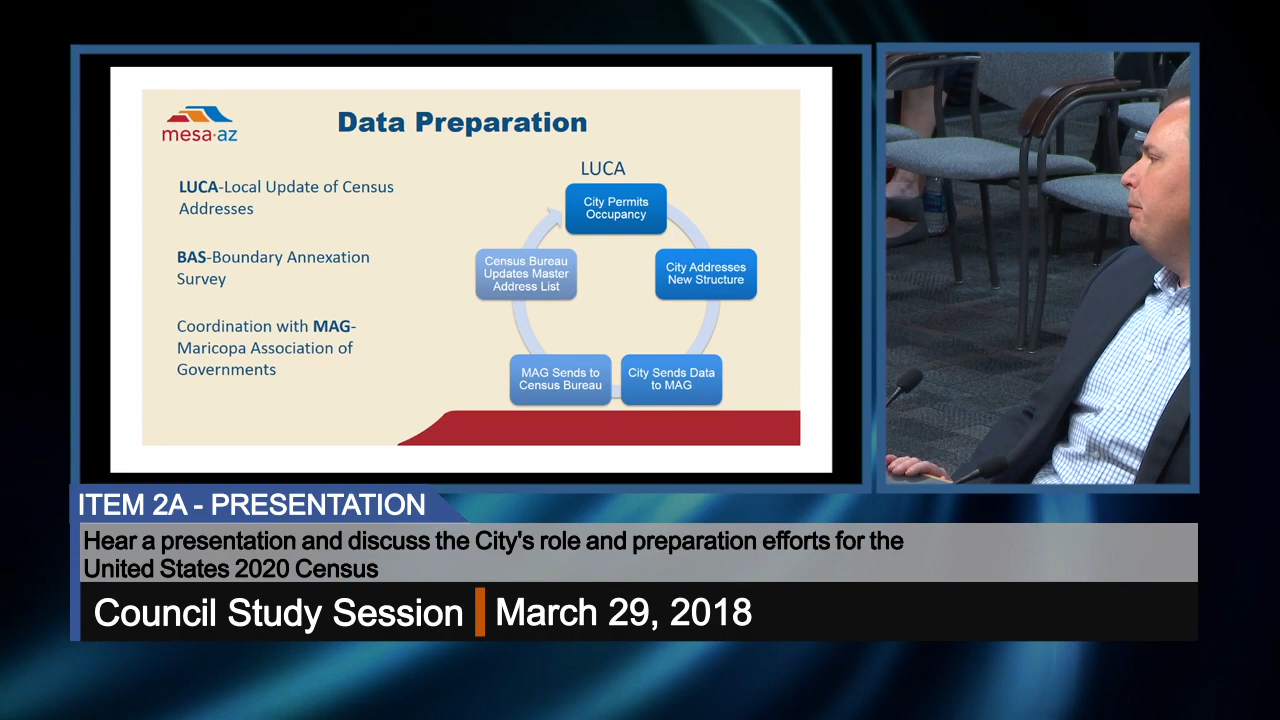 mesa·az
Data Preparation
LUCA-Local Update of Census
Addresses
BAS-Boundary Annexation
Survey
Coordination with MAG-
Maricopa Association of
Governments
LUCA
City Permits
Occupancy
City Addresses
New Structure
City Sends Data
to MAG
MAG Sends to
Census Bureau
Census Bureau
Updates Master
Address List
ITEM 2A - PRESENTATION
Hear a presentation and discuss the City's role and preparation efforts for the
United States 2020 Census
Council Study Session
March 29, 2018